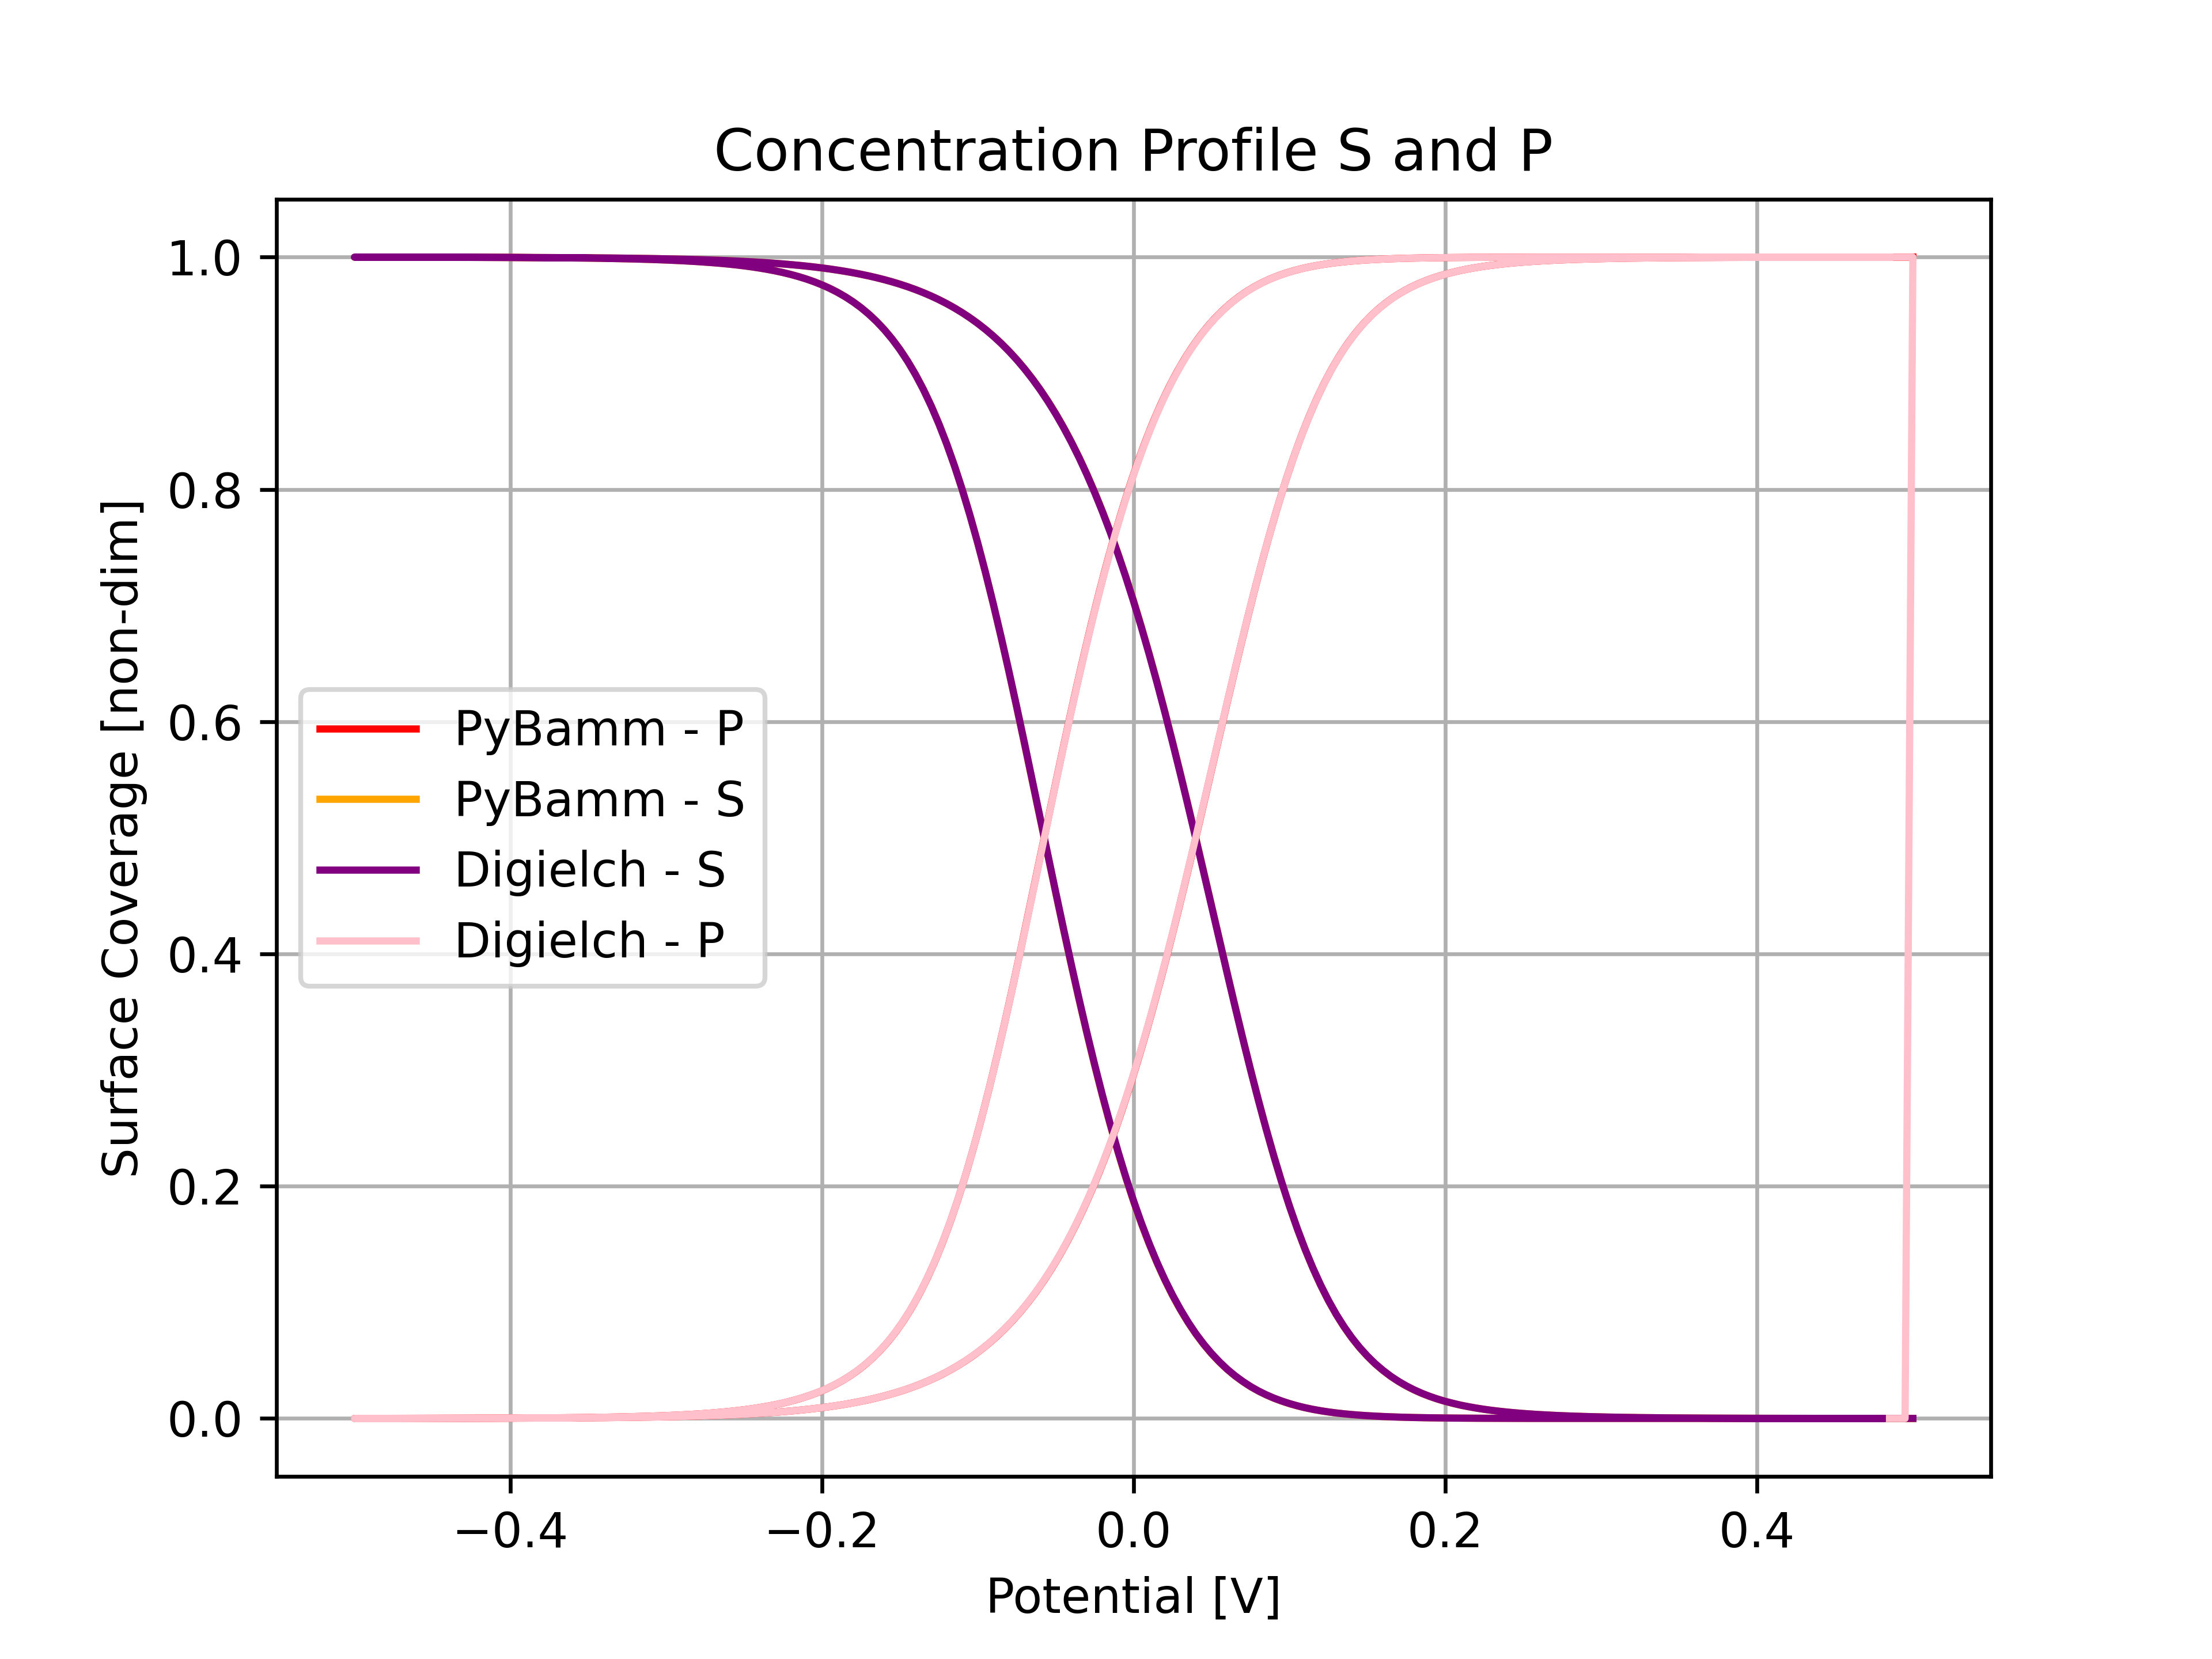 Concentration Profile S and P
Surface Coverage [non-dim]
1.0
0.8
0.6
0.4
0.2
0.0
PyBamm - P
PyBamm - S
Digielch - S
Digielch - P
−0.4 −0.2 0.0 0.2 0.4
Potential [V]